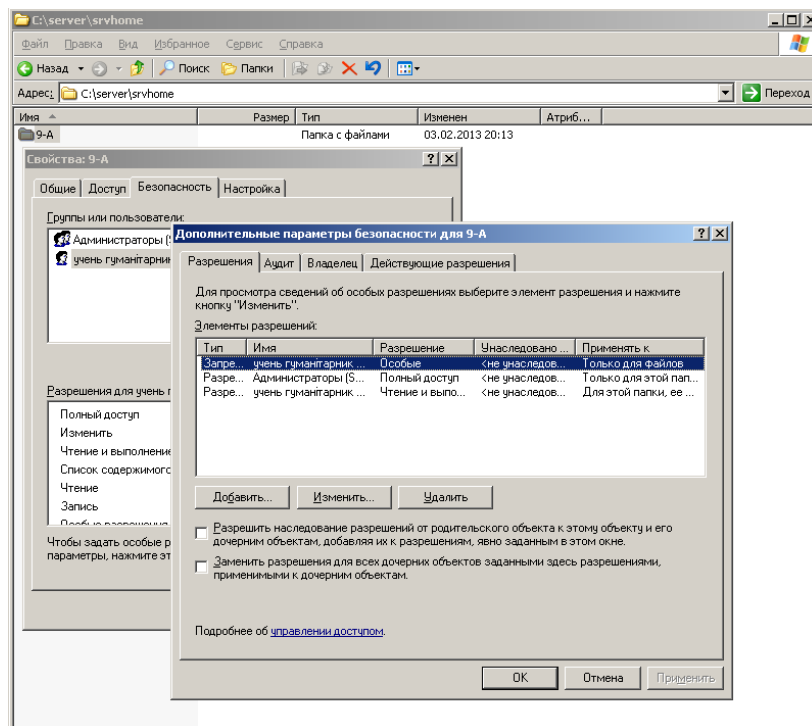 C:\server\srvhome
Файл Правка Вид Избранное Сервис Справка
Назад Поиск Папки
Адрес: C:\server\srvhome Переход
Имя Размер Тип Изменен Атриб...
9-А Папка с файлами 03.02.2013 20:13
Свойства: 9-А
Общие Доступ Безопасность Настройка
Группы или пользователи:
Администраторы (S
учень гуманітарник
Разрешения для учень г
Полный доступ
Изменить
Чтение и выполнение
Список содержимого
Чтение
Запись
Особые разрешения
Чтобы задать особые р
параметры, нажмите эт
Дополнительные параметры безопасности для 9-А
Разрешения Аудит Владелец Действующие разрешения
Для просмотра сведений об особых разрешениях выберите элемент разрешения и нажмите
кнопку "Изменить".
Элементы разрешений:
Тип Имя Разрешение Унаследовано ... Применять к
Запре... учень гуманітарник ... Особые <не унаследов... Только для файлов
Разре... Администраторы (S... Полный доступ <не унаследов... Только для этой пап...
Разре... учень гуманітарник ... Чтение и выпо... <не унаследов... Для этой папки, ее ...
Добавить... Изменить... Удалить
Разрешить наследование разрешений от родительского объекта к этому объекту и его
дочерним объектам, добавляя их к разрешениям, явно заданным в этом окне.
Заменить разрешения для всех дочерних объектов заданными здесь разрешениями,
применимыми к дочерним объектам.
Подробнее об управлении доступом.
OK Отмена Применить